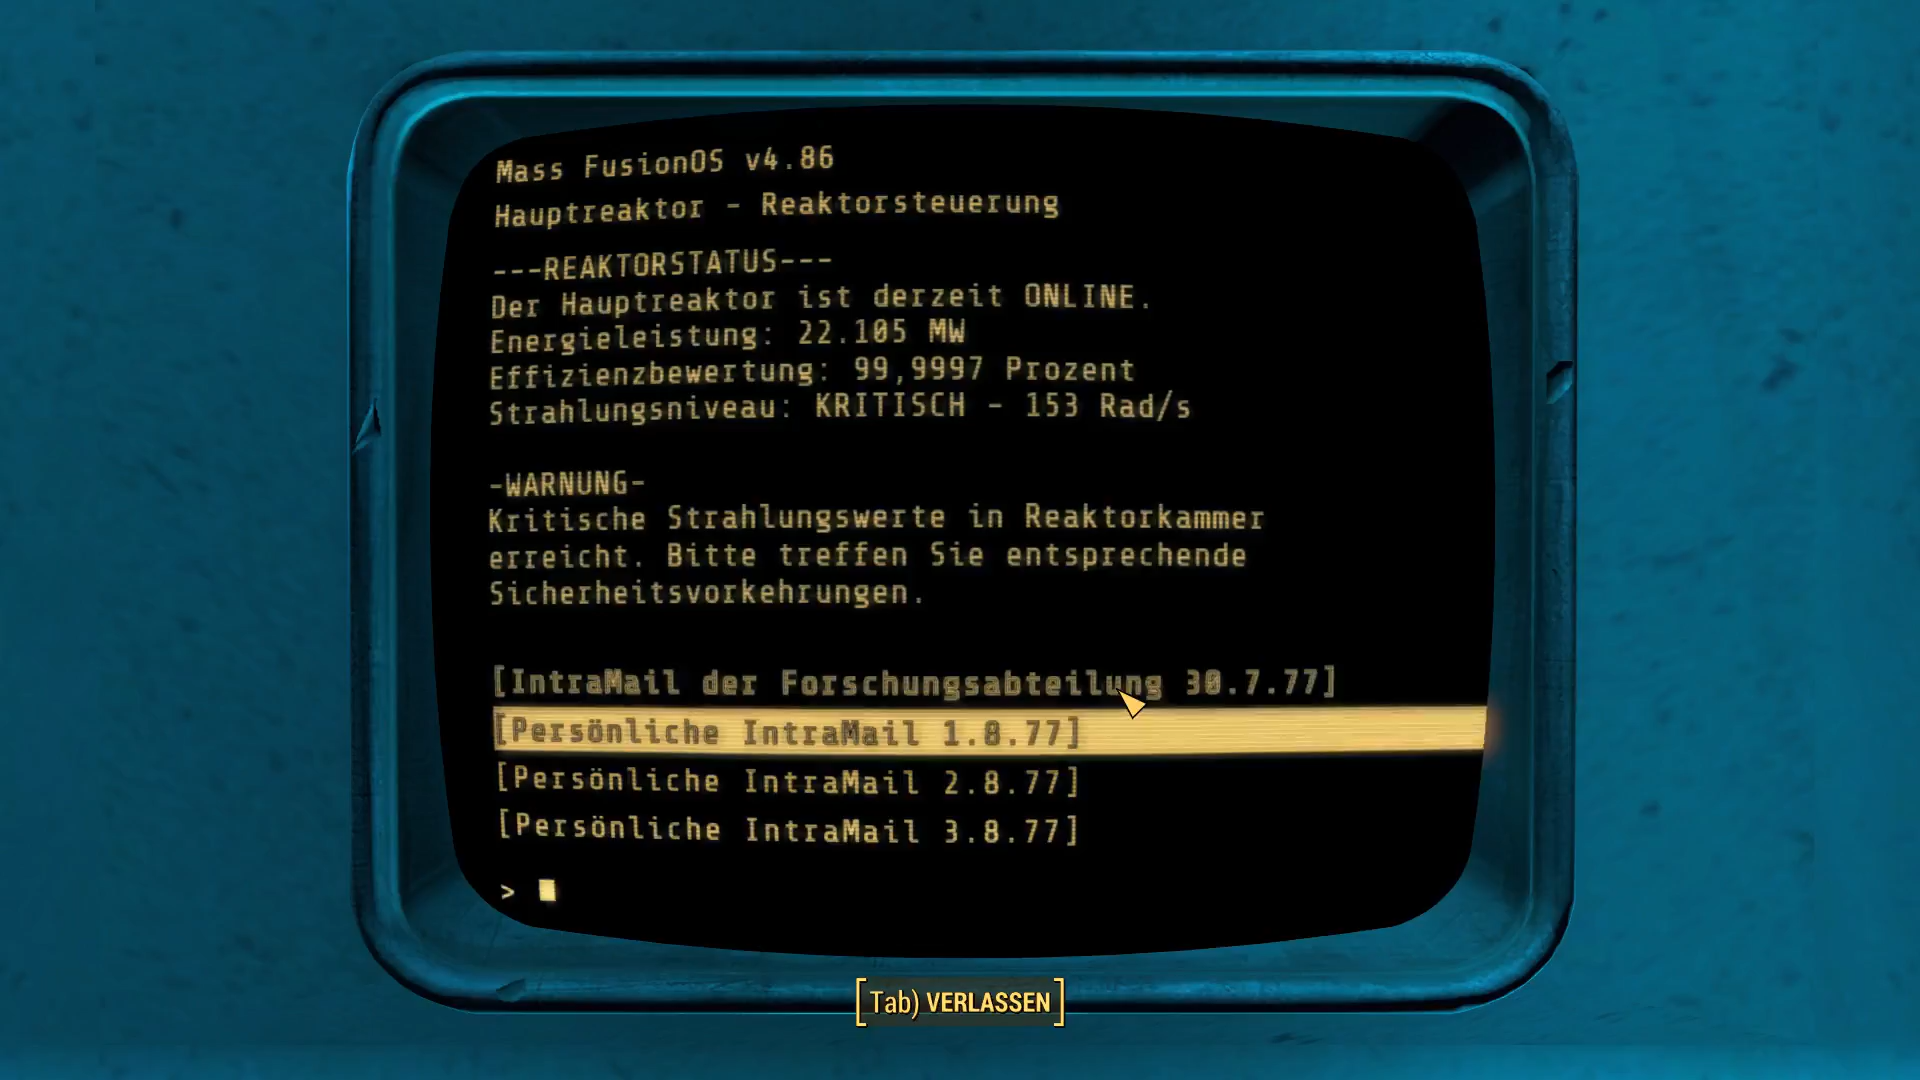 Mass FusionOS v4.86
Hauptreaktor - Reaktorsteuerung
---REAKTORSTATUS---
Der Hauptreaktor ist derzeit ONLINE.
Energieleistung: 22.105 MW
Effizienzbewertung: 99,9997 Prozent
Strahlungsniveau: KRITISCH - 153 Rad/s
-WARNUNG-
Kritische Strahlungswerte in Reaktorkammer
erreicht. Bitte treffen Sie entsprechende
Sicherheitsvorkehrungen.
[IntraMail der Forschungsabteilung 30.7.77]
[Persönliche IntraMail 1.8.77]
[Persönliche IntraMail 2.8.77]
[Persönliche IntraMail 3.8.77]
>
[Tab) VERLASSEN]